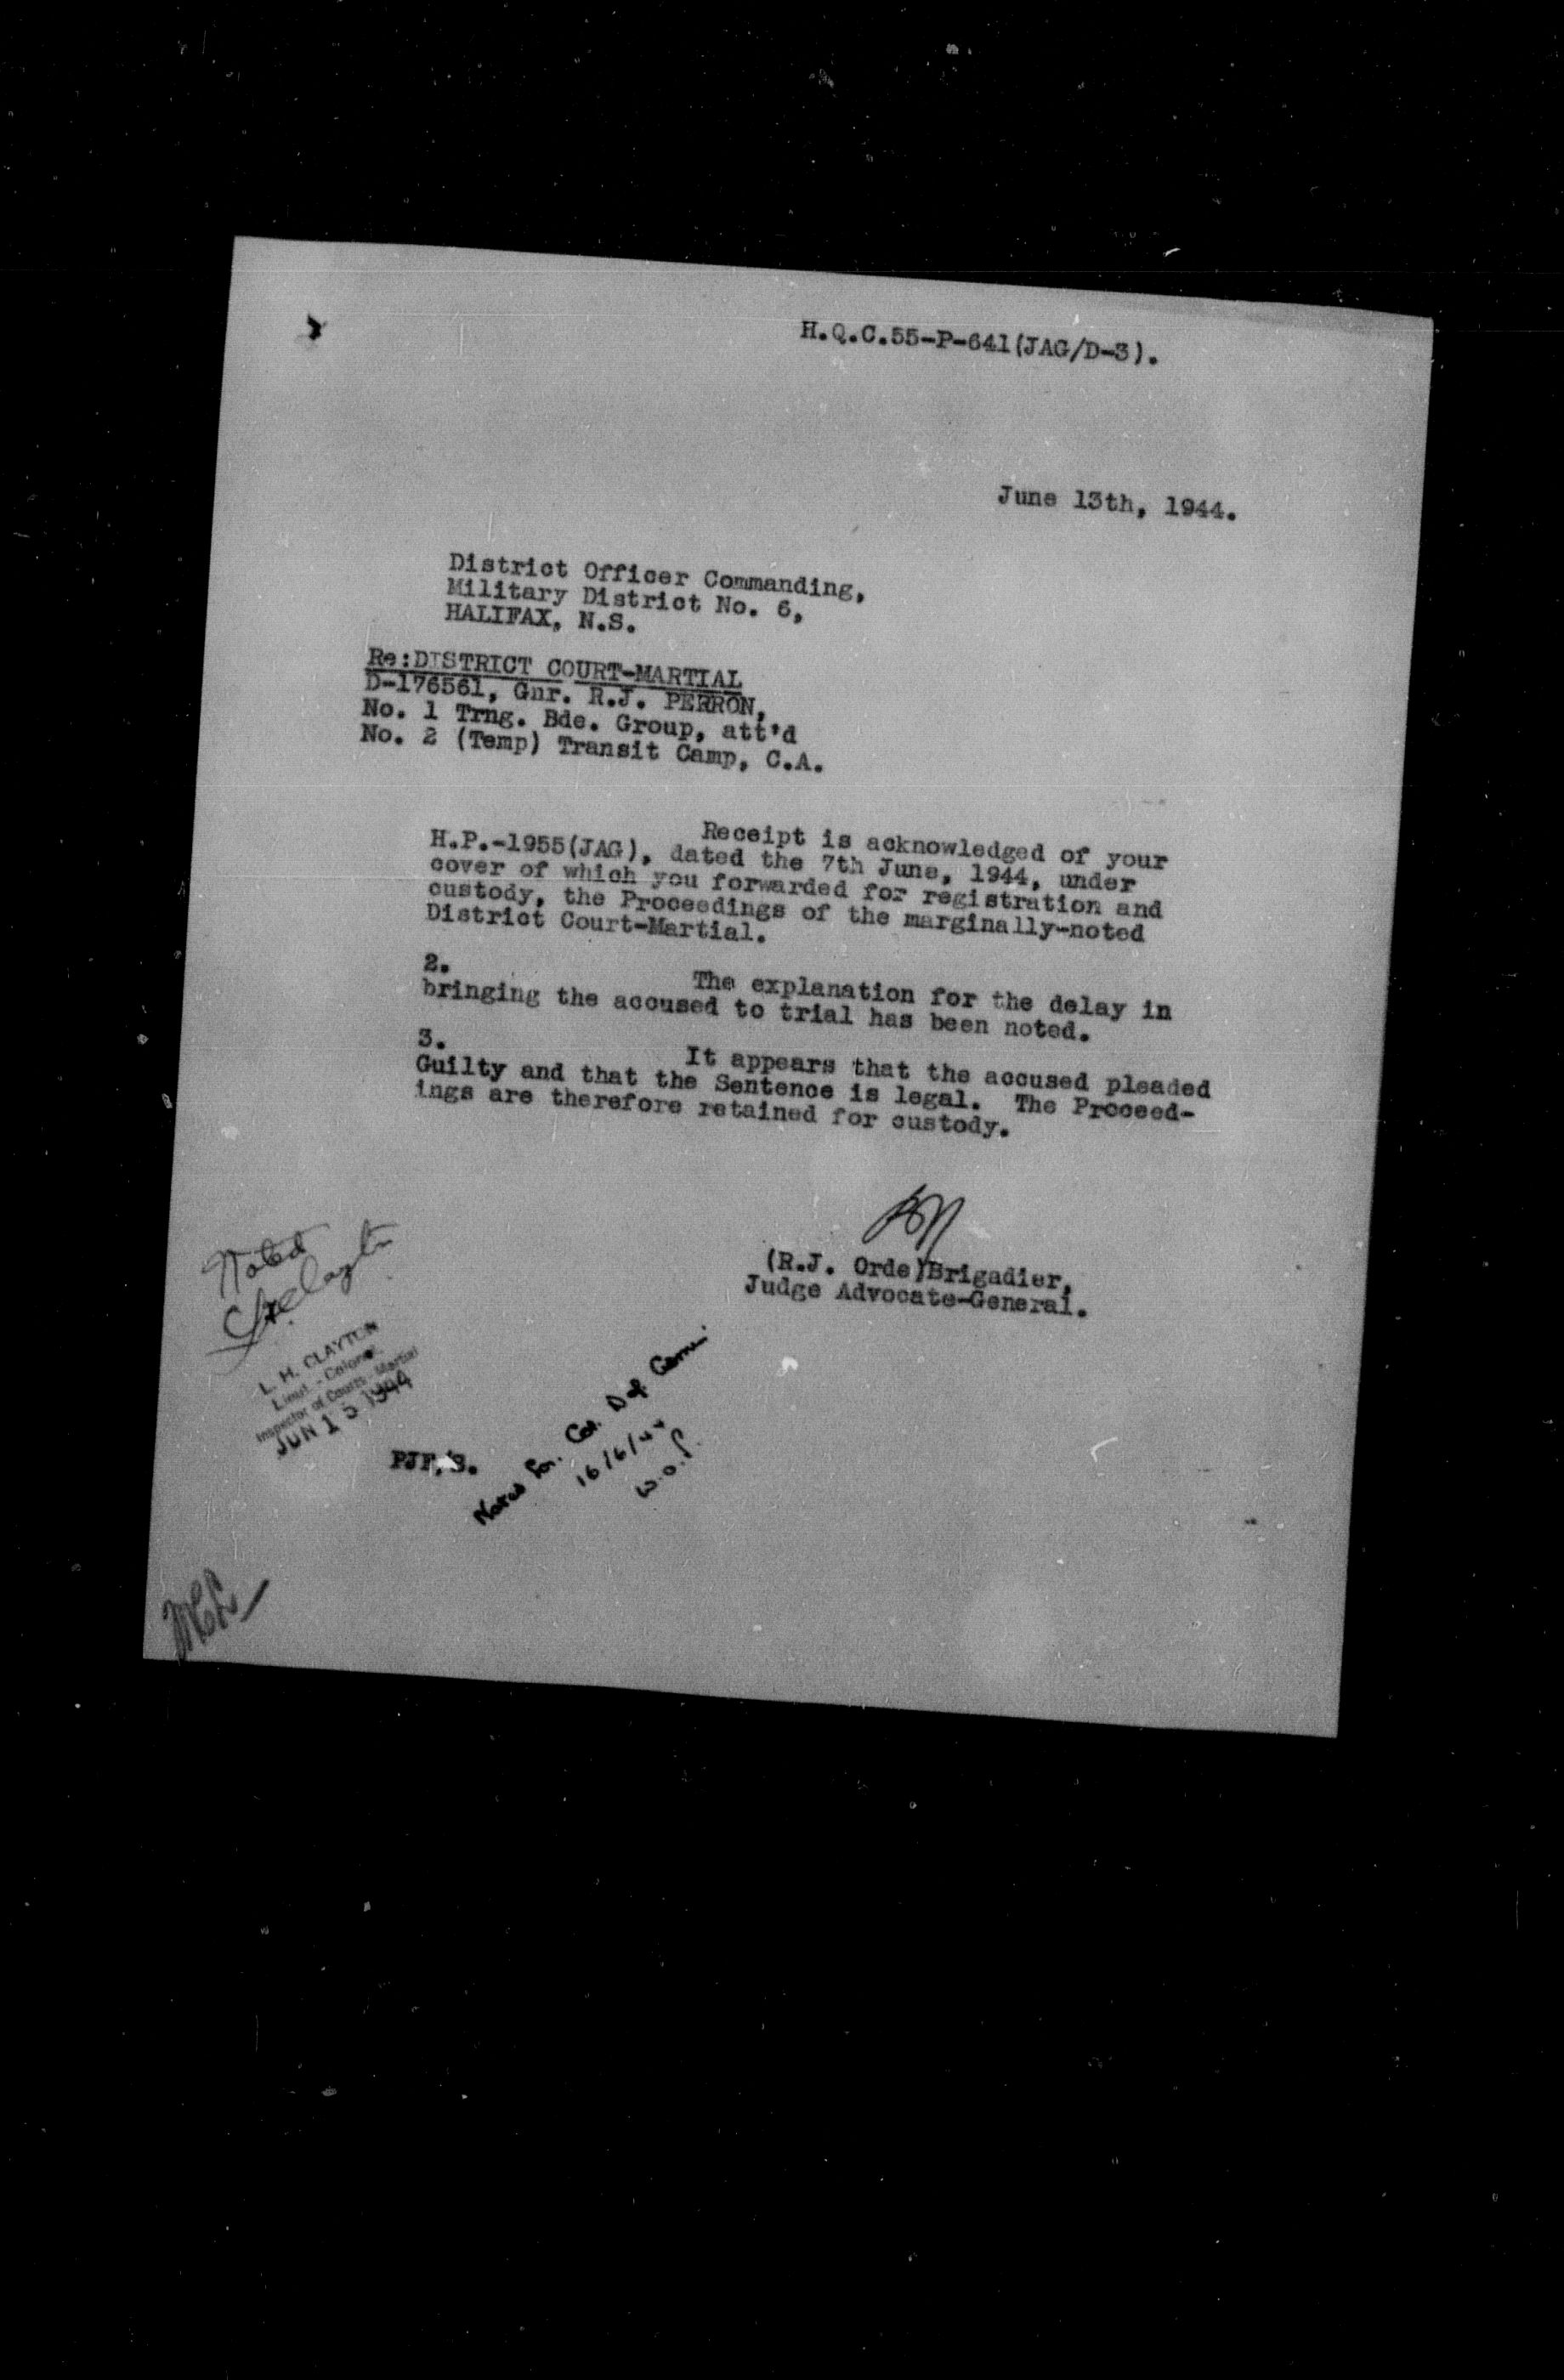 H.Q.C.55-P-641(JAG/D-3).
June 13th, 1944.
District Officer Commanding,
Military District No. 6,
HALIFAX, N.S.
Re:DISTRICT COURT-MARTIAL
D-176561, Gnr. R.J. PERRON,
No. 1 Trng. Bde. Group, att'd
No. 2 (Temp) Transit Camp, C.A.
Receipt is acknowledged of your
H.P.-1955(JAG), dated the 7th June, 1944, under
cover of which you forwarded for registration and
custody, the Proceedings of the marginally-noted
District Court-Martial.
2.
The explanation for the delay in
bringing the accused to trial has been noted.
3.
It appears that the accused pleaded
Guilty and that the Sentence is legal. The Proceed-
ings are therefore retained for custody.
(R.J. Orde)Brigadier,
Judge Advocate-General.
Noted
L. H. CLAYTON
Lieut. - Colonel
Inspector of Courts - Martial
JUN 15 1944
Noted for
16/6/44
W.O.P.